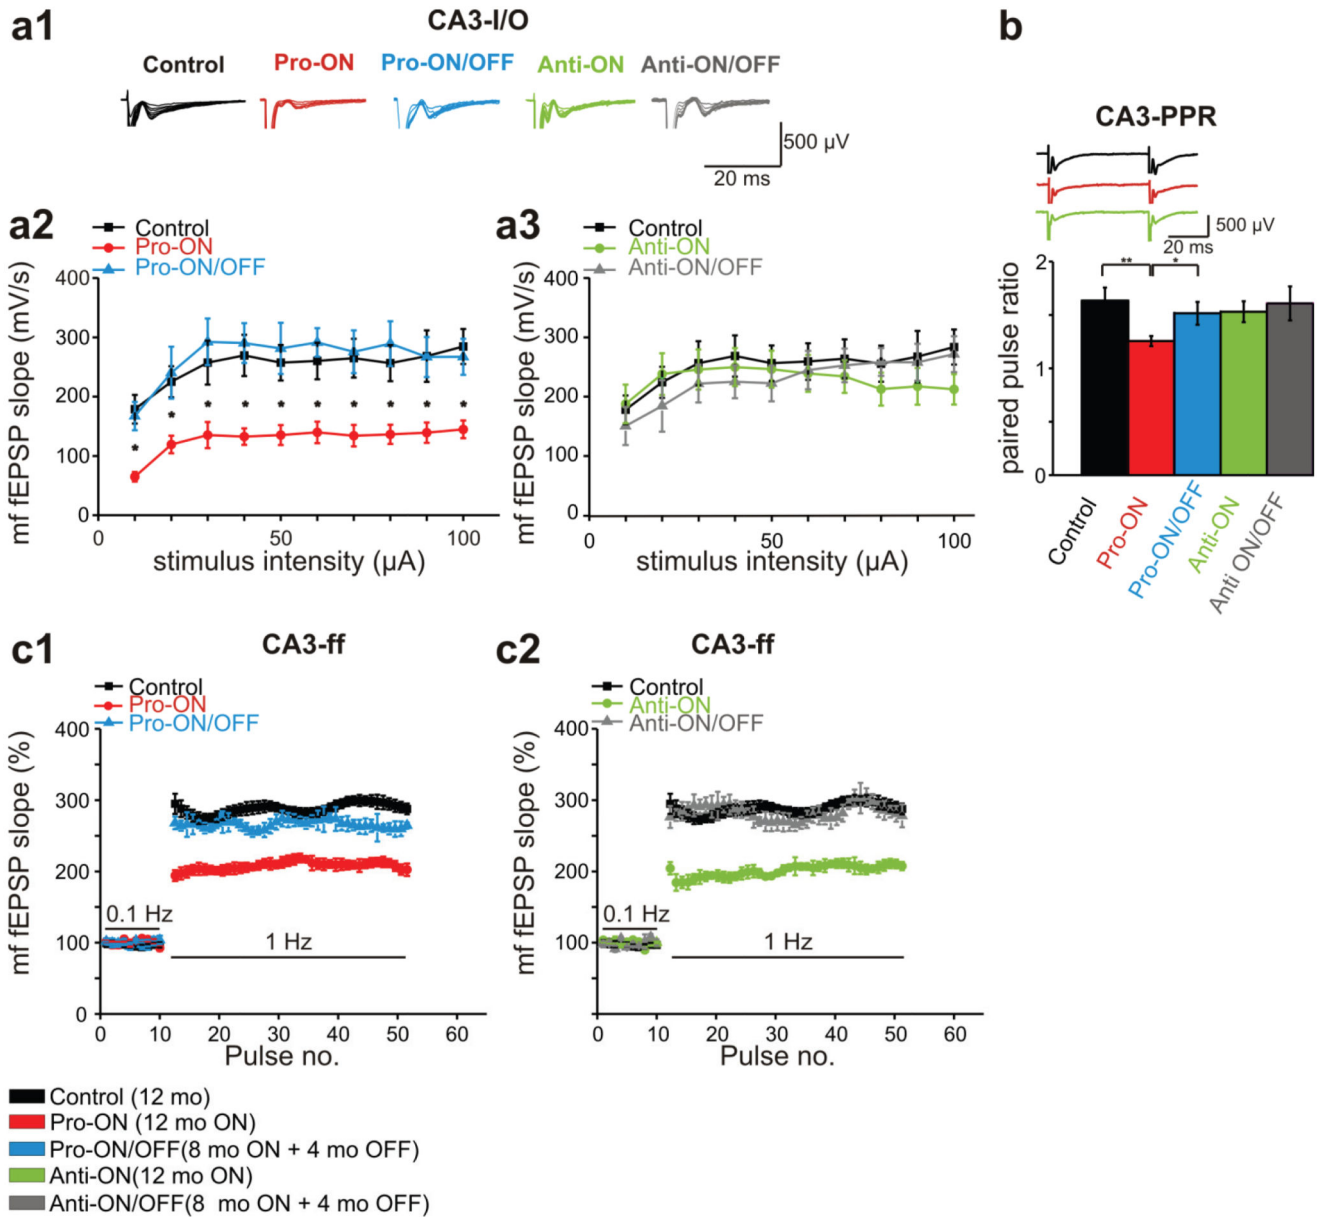 a1
CA3-I/O
Control Pro-ON Pro-ON/OFF Anti-ON Anti-ON/OFF
500 µV
20 ms
b
CA3-PPR
500 µV
20 ms
paired pulse ratio
2
1
0
** *
Control
Pro-ON
Pro-ON/OFF
Anti-ON
Anti ON/OFF
a2
Control
Pro-ON
Pro-ON/OFF
mf fEPSP slope (mV/s)
400
300
200
100
0
* * * * * * * * * *
0 50 100
stimulus intensity (µA)
a3
Control
Anti-ON
Anti-ON/OFF
mf fEPSP slope (mV/s)
400
300
200
100
0
0 50 100
stimulus intensity (µA)
c1
CA3-ff
Control
Pro-ON
Pro-ON/OFF
mf fEPSP slope (%)
400
300
200
100
0
0.1 Hz
1 Hz
0 10 20 30 40 50 60
Pulse no.
c2
CA3-ff
Control
Anti-ON
Anti-ON/OFF
mf fEPSP slope (%)
400
300
200
100
0
0.1 Hz
1 Hz
0 10 20 30 40 50 60
Pulse no.
Control (12 mo)
Pro-ON (12 mo ON)
Pro-ON/OFF(8 mo ON + 4 mo OFF)
Anti-ON(12 mo ON)
Anti-ON/OFF(8 mo ON + 4 mo OFF)